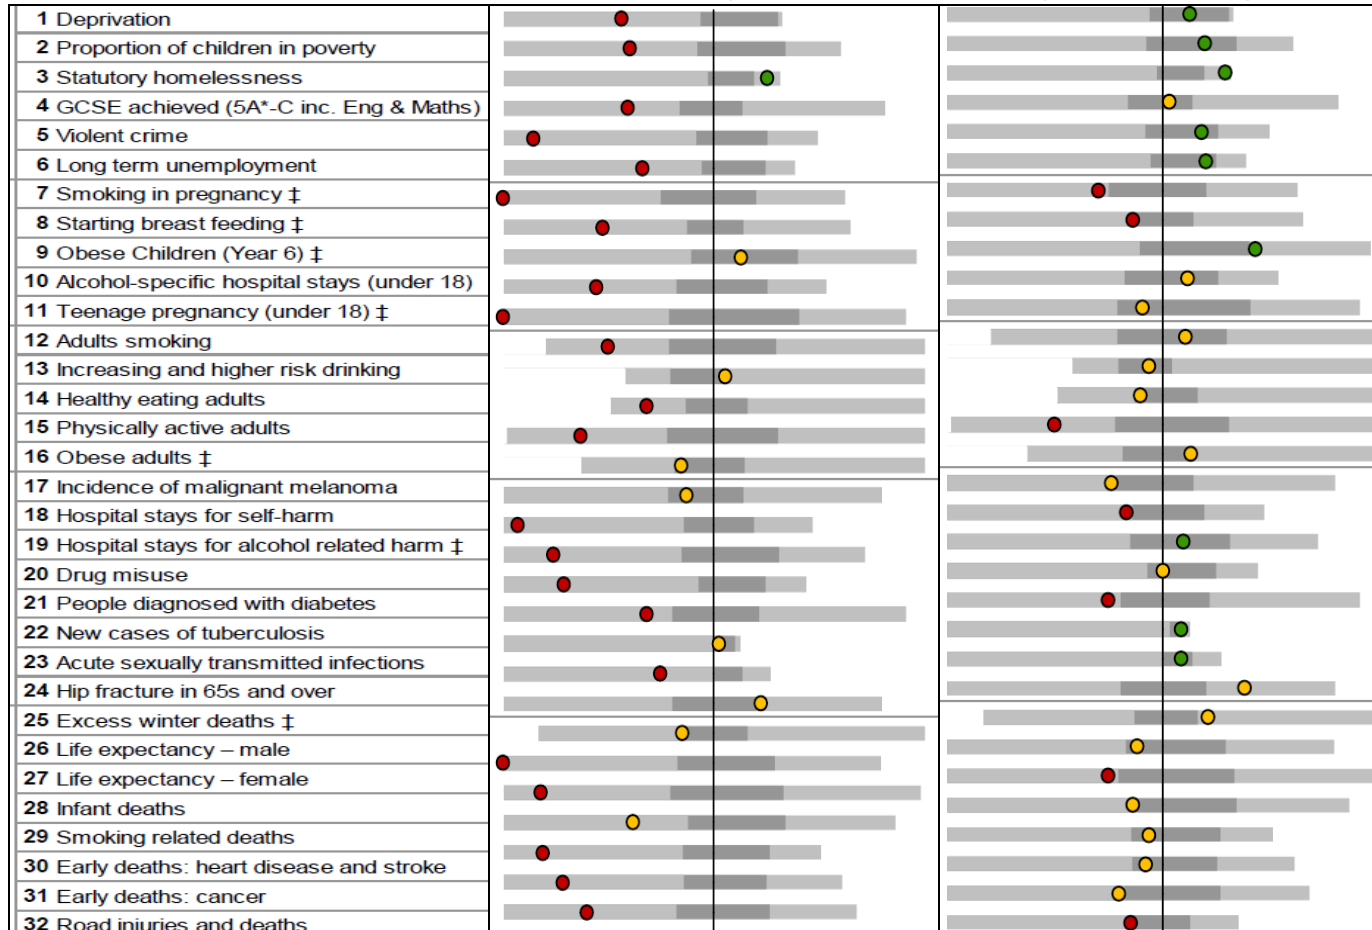 1 Deprivation
2 Proportion of children in poverty
3 Statutory homelessness
4 GCSE achieved (5A*-C inc. Eng & Maths)
5 Violent crime
6 Long term unemployment
7 Smoking in pregnancy ‡
8 Starting breast feeding ‡
9 Obese Children (Year 6) ‡
10 Alcohol-specific hospital stays (under 18)
11 Teenage pregnancy (under 18) ‡
12 Adults smoking
13 Increasing and higher risk drinking
14 Healthy eating adults
15 Physically active adults
16 Obese adults ‡
17 Incidence of malignant melanoma
18 Hospital stays for self-harm
19 Hospital stays for alcohol related harm ‡
20 Drug misuse
21 People diagnosed with diabetes
22 New cases of tuberculosis
23 Acute sexually transmitted infections
24 Hip fracture in 65s and over
25 Excess winter deaths ‡
26 Life expectancy – male
27 Life expectancy – female
28 Infant deaths
29 Smoking related deaths
30 Early deaths: heart disease and stroke
31 Early deaths: cancer
32 Road injuries and deaths